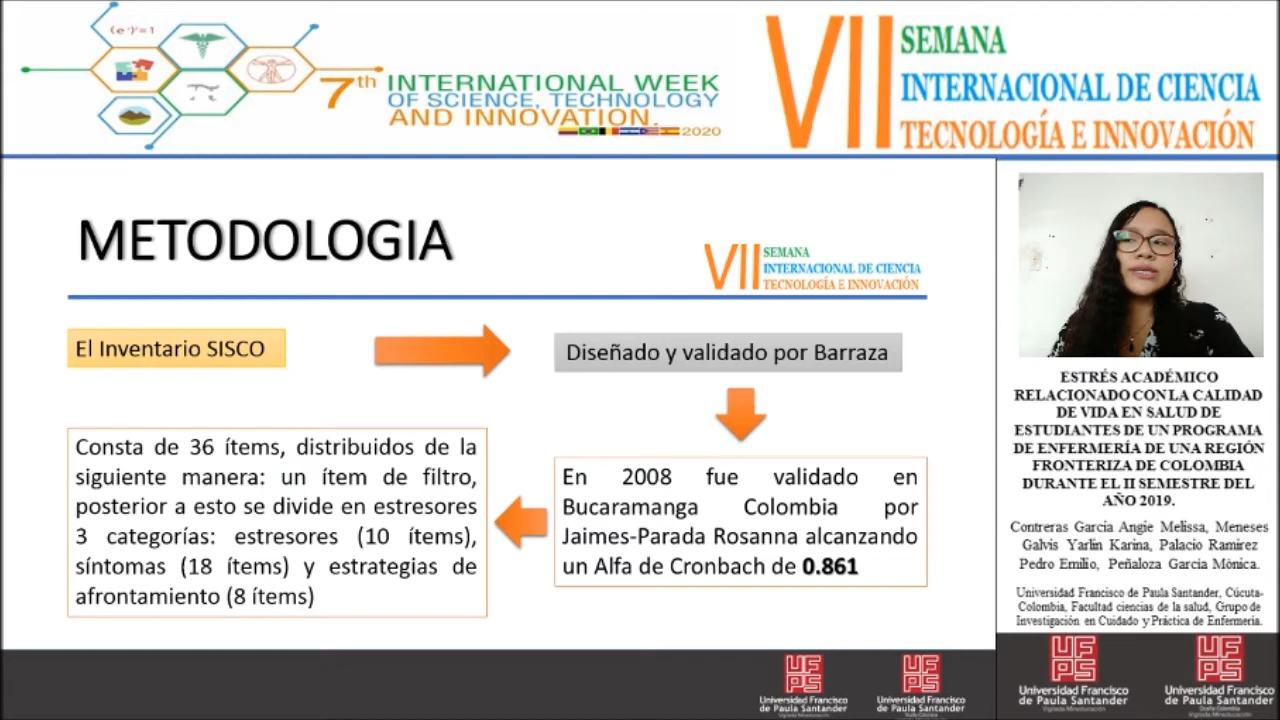 (e⁻)'=1
7th INTERNATIONAL WEEK
OF SCIENCE, TECHNOLOGY
AND INNOVATION.
2020
VII SEMANA
INTERNACIONAL DE CIENCIA
TECNOLOGÍA E INNOVACIÓN
METODOLOGIA
VII SEMANA
INTERNACIONAL DE CIENCIA
TECNOLOGÍA E INNOVACIÓN
El Inventario SISCO
Diseñado y validado por Barraza
Consta de 36 ítems, distribuidos de la
siguiente manera: un ítem de filtro,
posterior a esto se divide en estresores
3 categorías: estresores (10 ítems),
síntomas (18 ítems) y estrategias de
afrontamiento (8 ítems)
En 2008 fue validado en
Bucaramanga Colombia por
Jaimes-Parada Rosanna alcanzando
un Alfa de Cronbach de 0.861
ESTRÉS ACADÉMICO
RELACIONADO CON LA CALIDAD
DE VIDA EN SALUD DE
ESTUDIANTES DE UN PROGRAMA
DE ENFERMERÍA DE UNA REGIÓN
FRONTERIZA DE COLOMBIA
DURANTE EL II SEMESTRE DEL
AÑO 2019.
Contreras García Angie Melissa, Meneses
Galvis Yarlin Karina, Palacio Ramirez
Pedro Emilio, Peñaloza Garcia Mónica.
Universidad Francisco de Paula Santander, Cúcuta-
Colombia, Facultad ciencias de la salud, Grupo de
Investigación en Cuidado y Práctica de Enfermería.
UFPS
Universidad Francisco
de Paula Santander
Vigilada Mineducación
UFPS
Universidad Francisco
de Paula Santander
UFPS
Universidad Francisco
de Paula Santander
Vigilada Mineducación
UFPS
Universidad Francisco
de Paula Santander